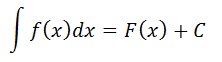 ∫ f(x)dx = F(x) + C